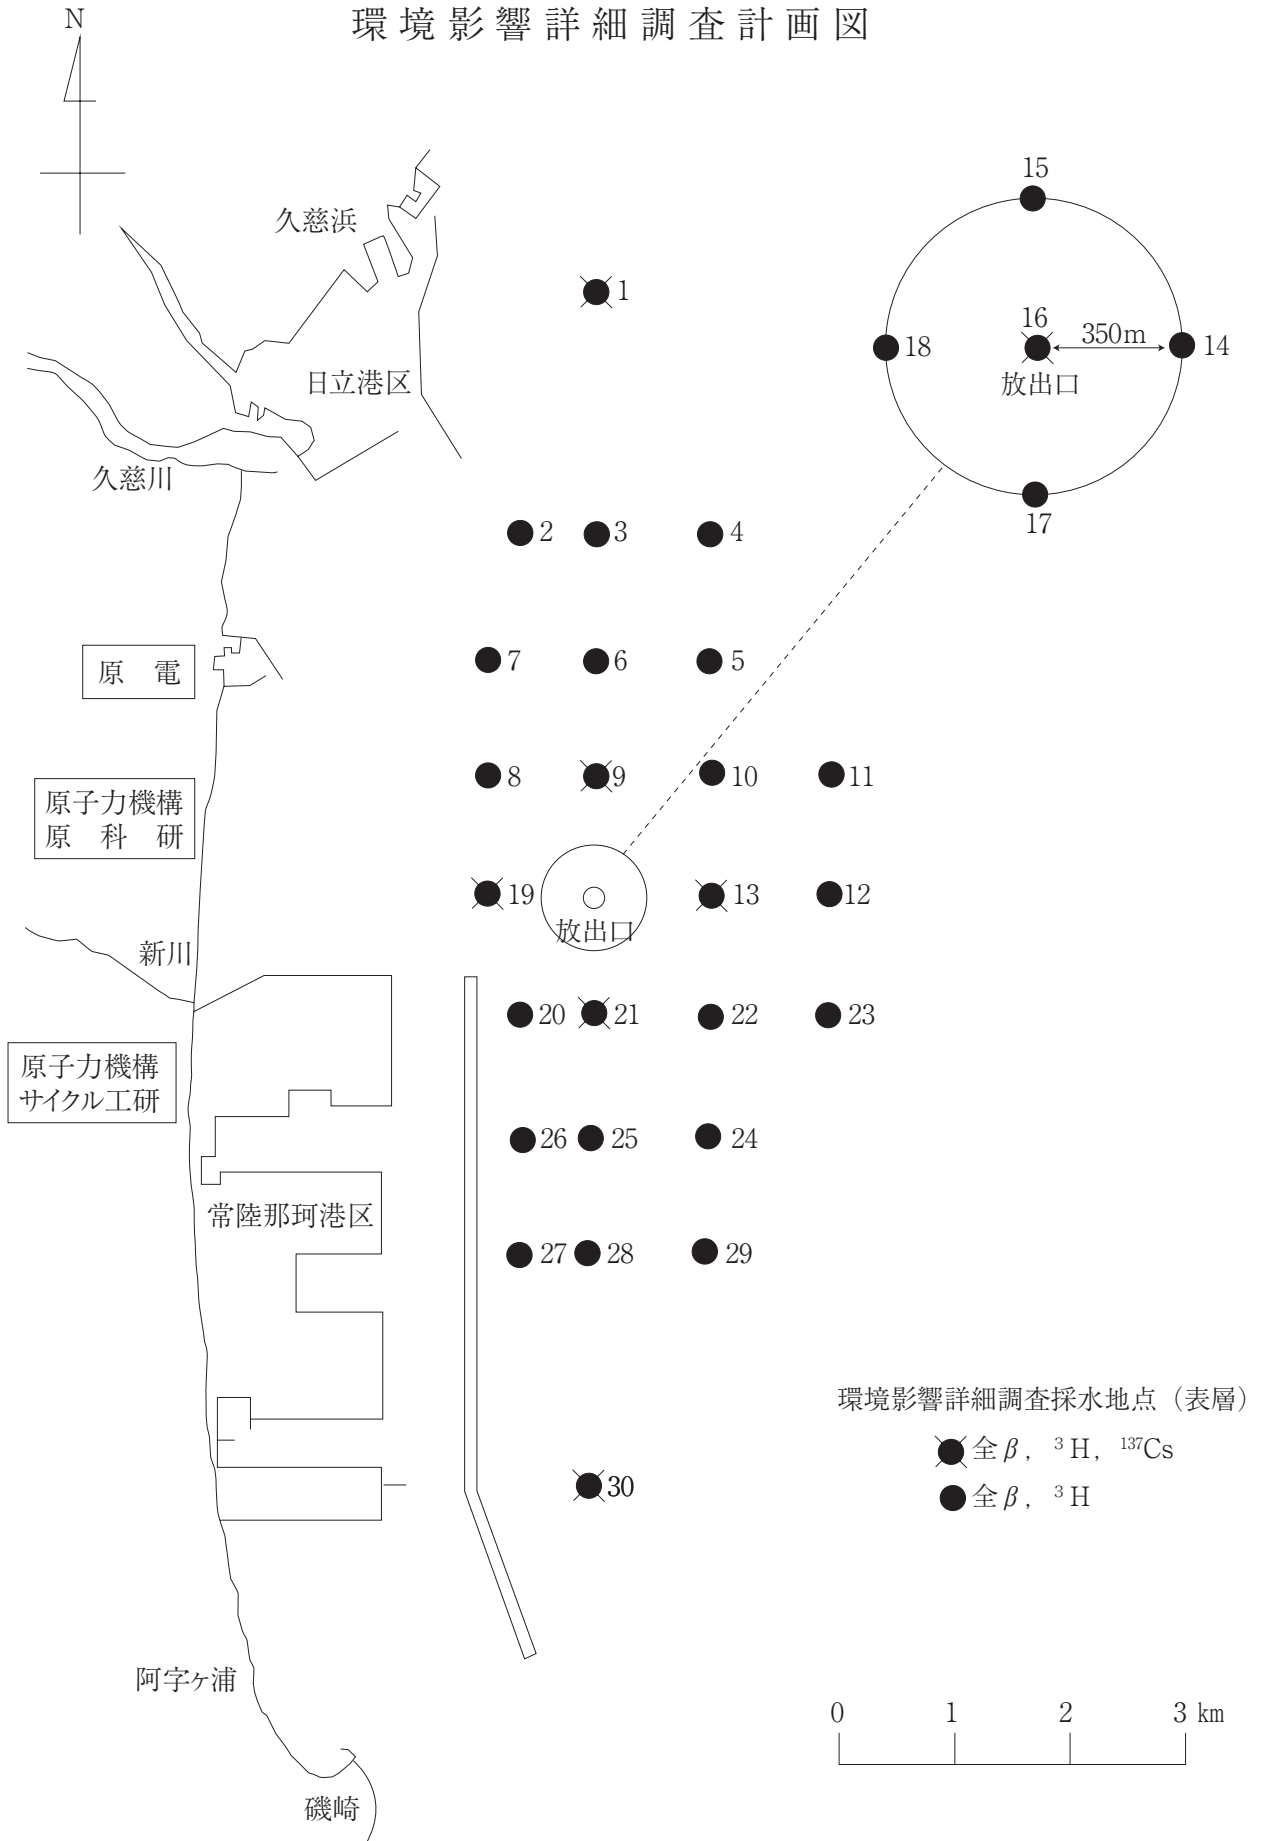 環境影響詳細調査計画図
N
久慈浜
日立港区
久慈川
原 電
原子力機構
原 科 研
新川
原子力機構
サイクル工研
常陸那珂港区
阿字ヶ浦
磯崎
15
18
16
350m
14
放出口
17
1
2
3
4
7
6
5
8
9
10
11
19
放出口
13
12
20
21
22
23
26
25
24
27
28
29
30
環境影響詳細調査採水地点（表層）
全β, ³H, ¹³⁷Cs
全β, ³H
0 1 2 3 km